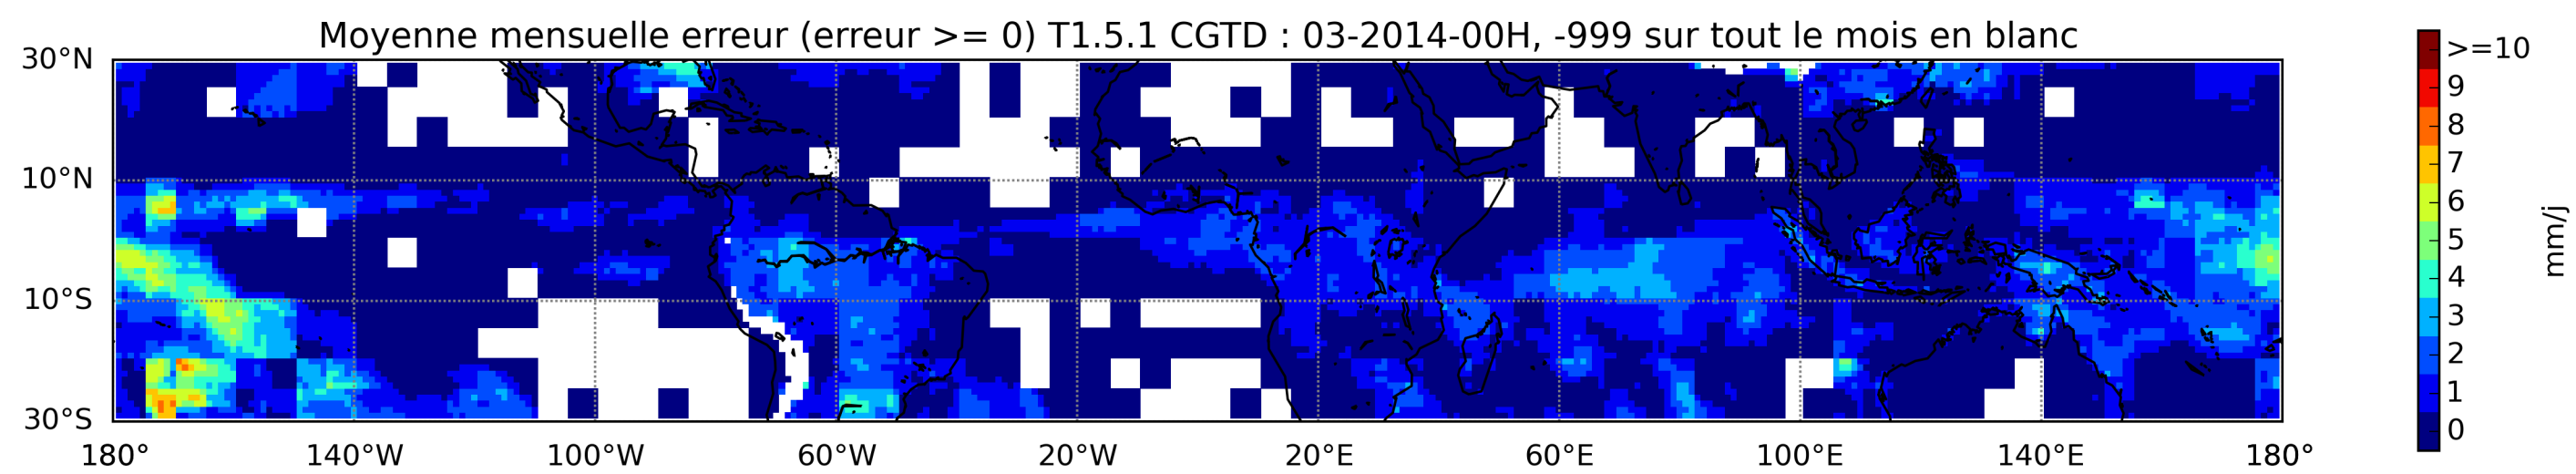 Moyenne mensuelle erreur (erreur >= 0) T1.5.1 CGTD : 03-2014-00H, -999 sur tout le mois en blanc
30°N
10°N
10°S
30°S
180° 140°W 100°W 60°W 20°W 20°E 60°E 100°E 140°E 180°
>=10
9
8
7
6
5
4
3
2
1
0
mm/j